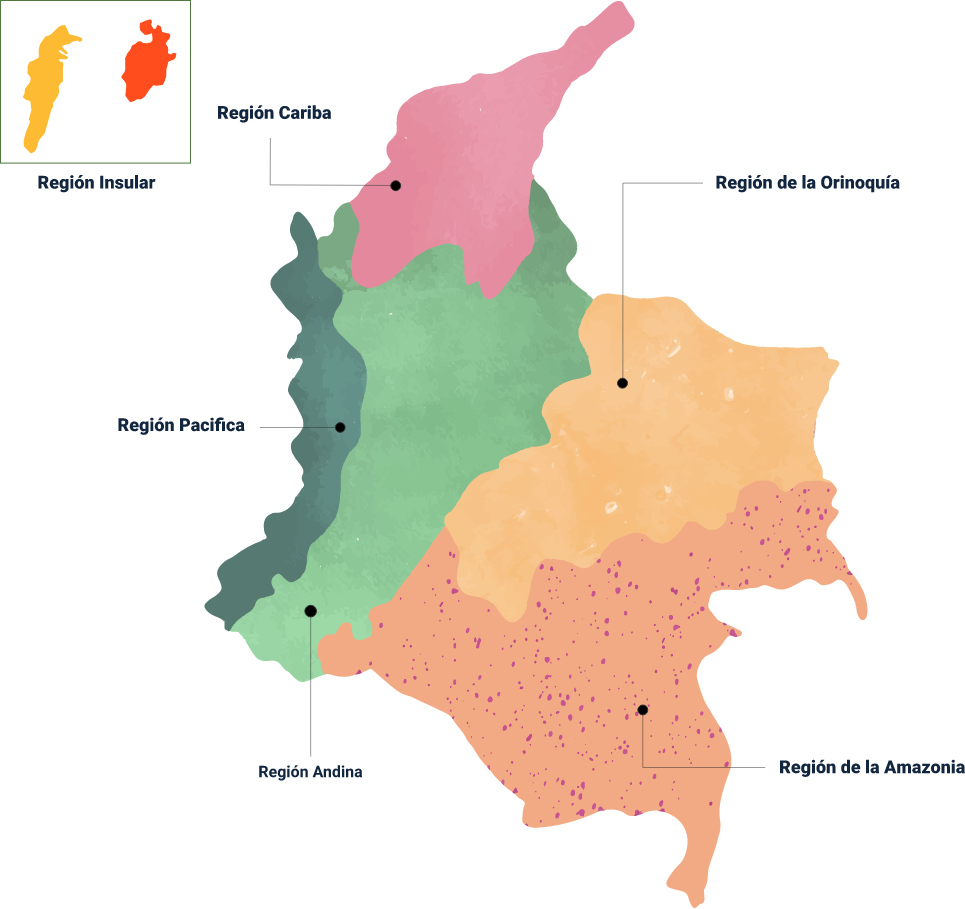 Región Cariba
Región Insular
Región de la Orinoquía
Región Pacifica
Región Andina
Región de la Amazonia